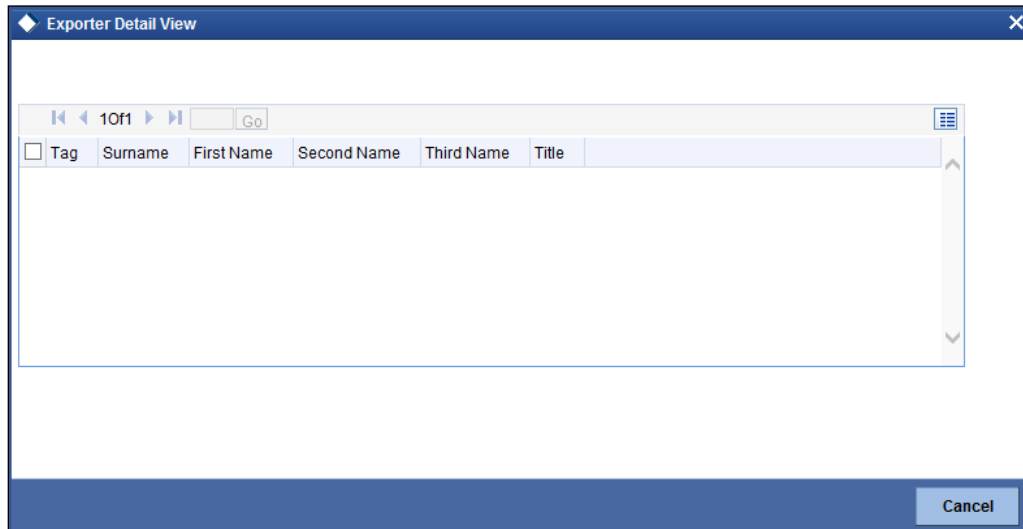 Exporter Detail View
1Of1 Go
Tag Surname First Name Second Name Third Name Title
Cancel